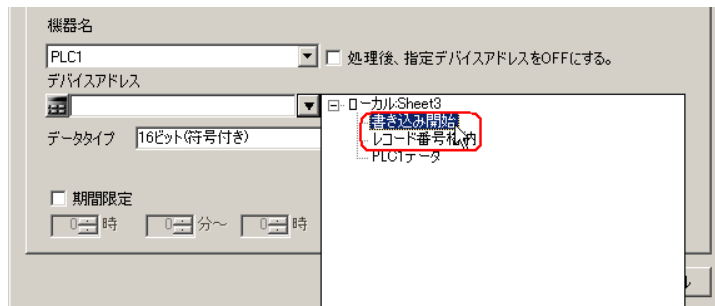 機器名
PLC1
処理後、指定デバイスアドレスをOFFにする。
デバイスアドレス
ローカル:Sheet3
書き込み開始
データタイプ 16ビット(符号付き)
レコード番号格納
PLC1データ
期間限定
0 時 0 分～ 0 時
ル